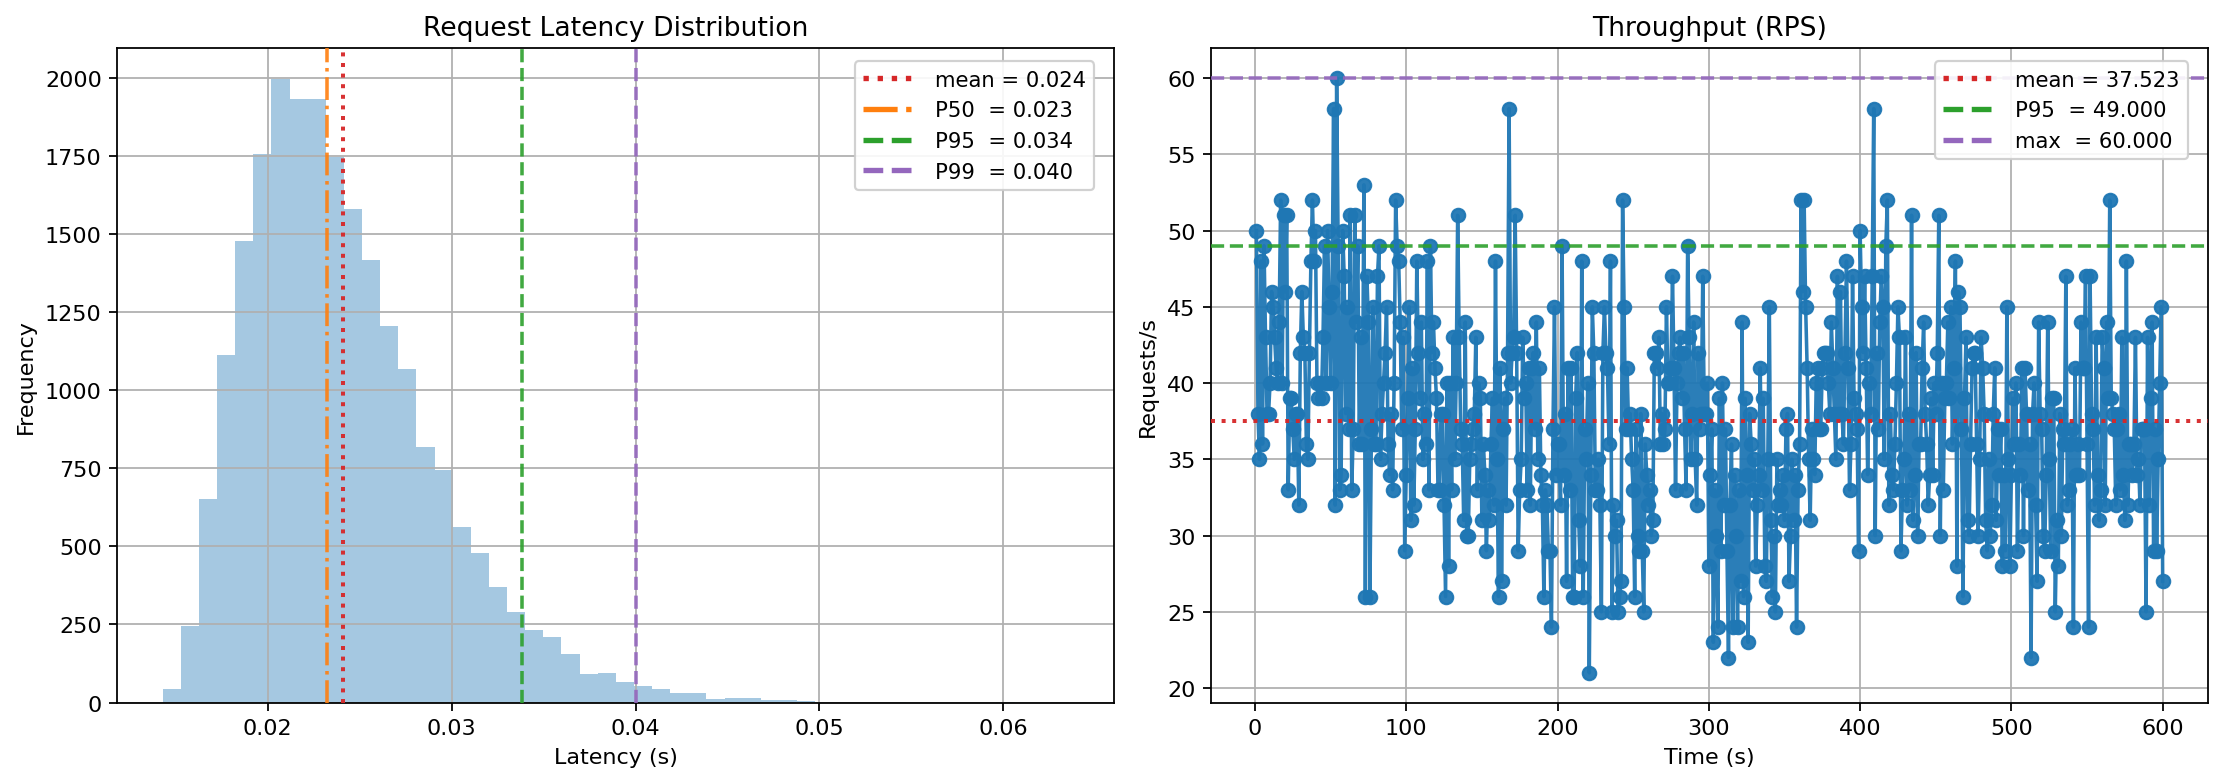 Request Latency Distribution
2000
1750
1500
1250
1000
750
500
250
0
Frequency
0.02 0.03 0.04 0.05 0.06
Latency (s)
mean = 0.024
P50 = 0.023
P95 = 0.034
P99 = 0.040
Throughput (RPS)
60
55
50
45
40
35
30
25
20
Requests/s
0 100 200 300 400 500 600
Time (s)
mean = 37.523
P95 = 49.000
max = 60.000